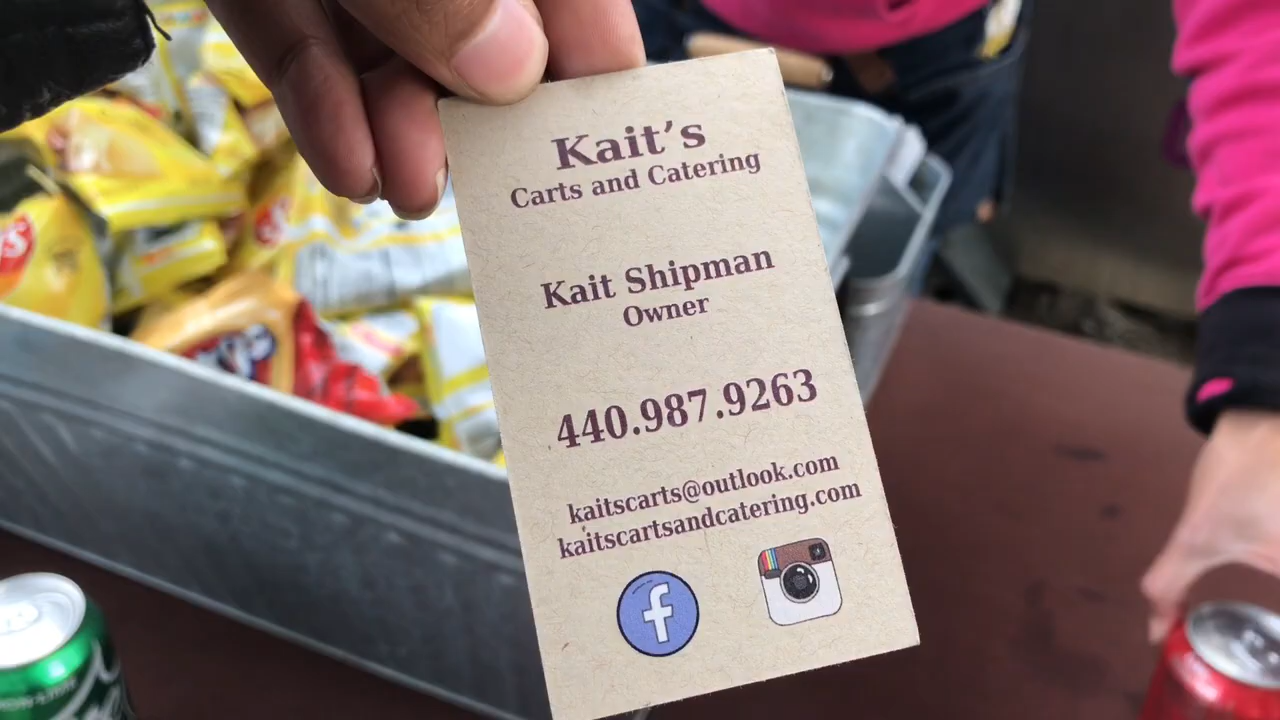 Kait's
Carts and Catering
Kait Shipman
Owner
440.987.9263
kaitscarts@outlook.com
kaitscartsandcatering.com
f